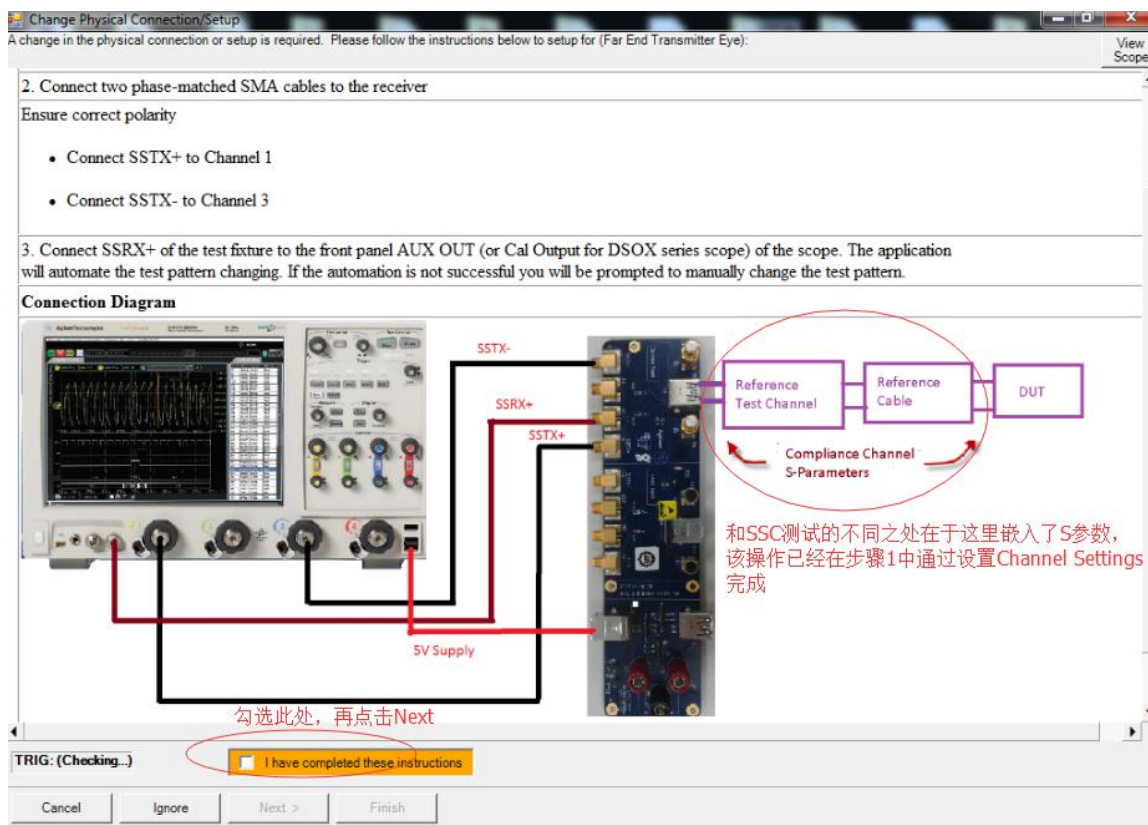 Change Physical Connection/Setup
A change in the physical connection or setup is required. Please follow the instructions below to setup for (Far End Transmitter Eye):
View
Scope
2. Connect two phase-matched SMA cables to the receiver
Ensure correct polarity
• Connect SSTX+ to Channel 1
• Connect SSTX- to Channel 3
3. Connect SSRX+ of the test fixture to the front panel AUX OUT (or Cal Output for DSOX series scope) of the scope. The application
will automate the test pattern changing. If the automation is not successful you will be prompted to manually change the test pattern.
Connection Diagram
Agilent Technologies
SSTX-
SSRX+
SSTX+
Reference
Test Channel
Reference
Cable
DUT
Compliance Channel
S-Parameters
和SSC测试的不同之处在于这里嵌入了S参数，
该操作已经在步骤1中通过设置Channel Settings
完成
5V Supply
勾选此处，再点击Next
TRIG: (Checking...)
I have completed these instructions
Cancel
Ignore
Next >
Finish